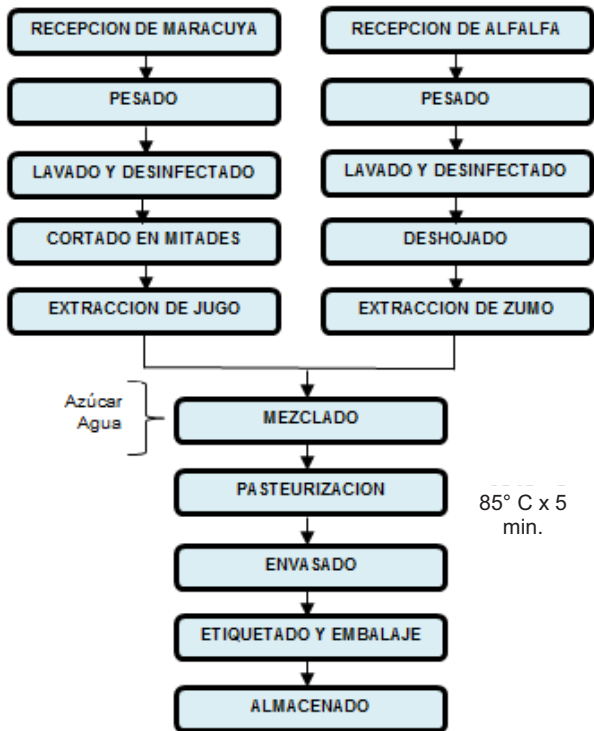 RECEPCION DE MARACUYA
PESADO
LAVADO Y DESINFECTADO
CORTADO EN MITADES
EXTRACCION DE JUGO
RECEPCION DE ALFALFA
PESADO
LAVADO Y DESINFECTADO
DESHOJADO
EXTRACCION DE ZUMO
Azúcar
Agua
MEZCLADO
PASTEURIZACION
85° C x 5
min.
ENVASADO
ETIQUETADO Y EMBALAJE
ALMACENADO